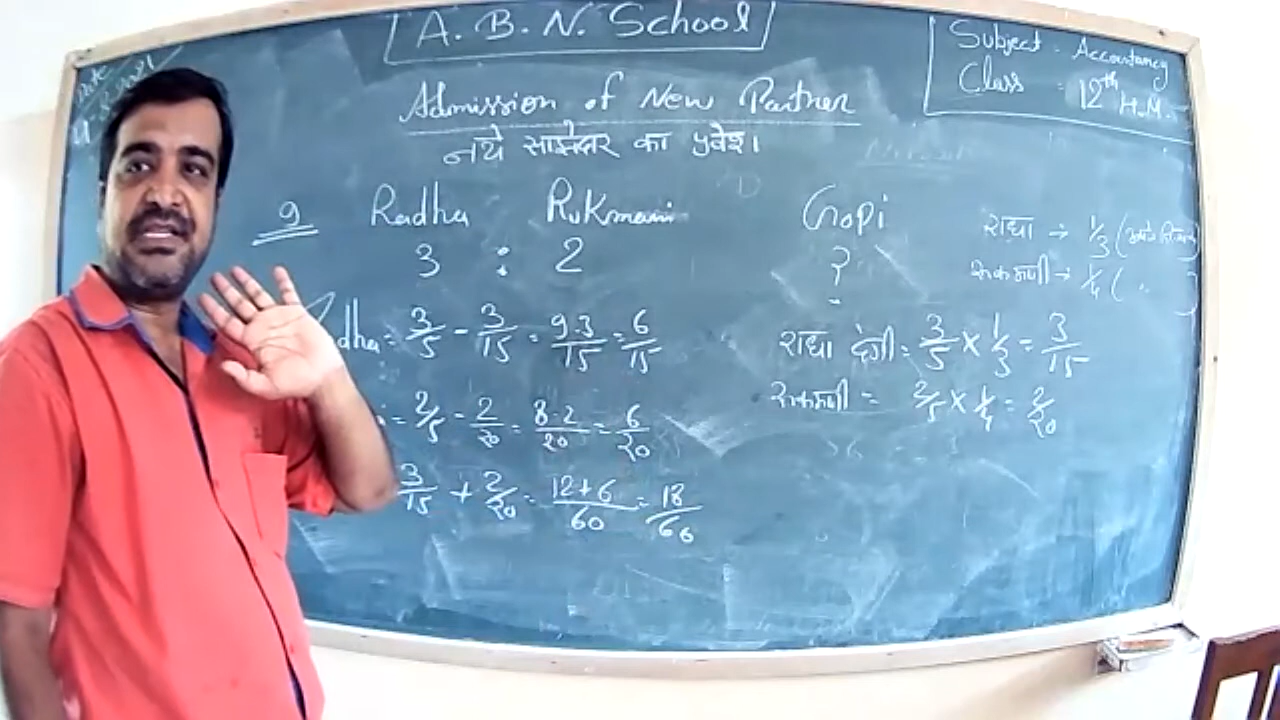 A. B. N. School
Subject : Accountancy
Class : 12th H.M.
Date
Admission of New Partner
नये साझेदार का प्रवेश।
9 Radha Rukmani Gopi
3 : 2 ?
राधा → 1/3 (
रुकमणी → 1/4 ( " )
dha = 3/5 - 3/15 = 9-3/15 = 6/15
राधा देगी = 3/5 × 1/3 = 3/15
i = 2/5 - 2/20 = 8-2/20 = 6/20
रुकमणी = 2/5 × 1/4 = 2/20
3/15 + 2/20 = 12+6/60 = 18/60